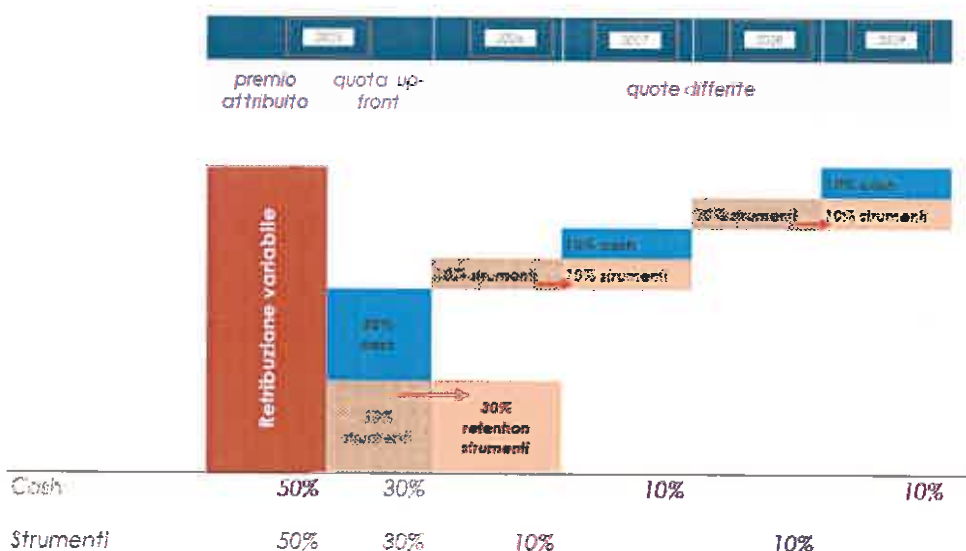 premio
attribuito
quota up-
front
quote differite
Retribuzione variabile
10% cash
10% strumenti
10% strumenti
10% cash
10% strumenti
10% strumenti
30%
cash
30%
strumenti
30%
retention
strumenti
Cash 50% 30% 10% 10%
Strumenti 50% 30% 10% 10%